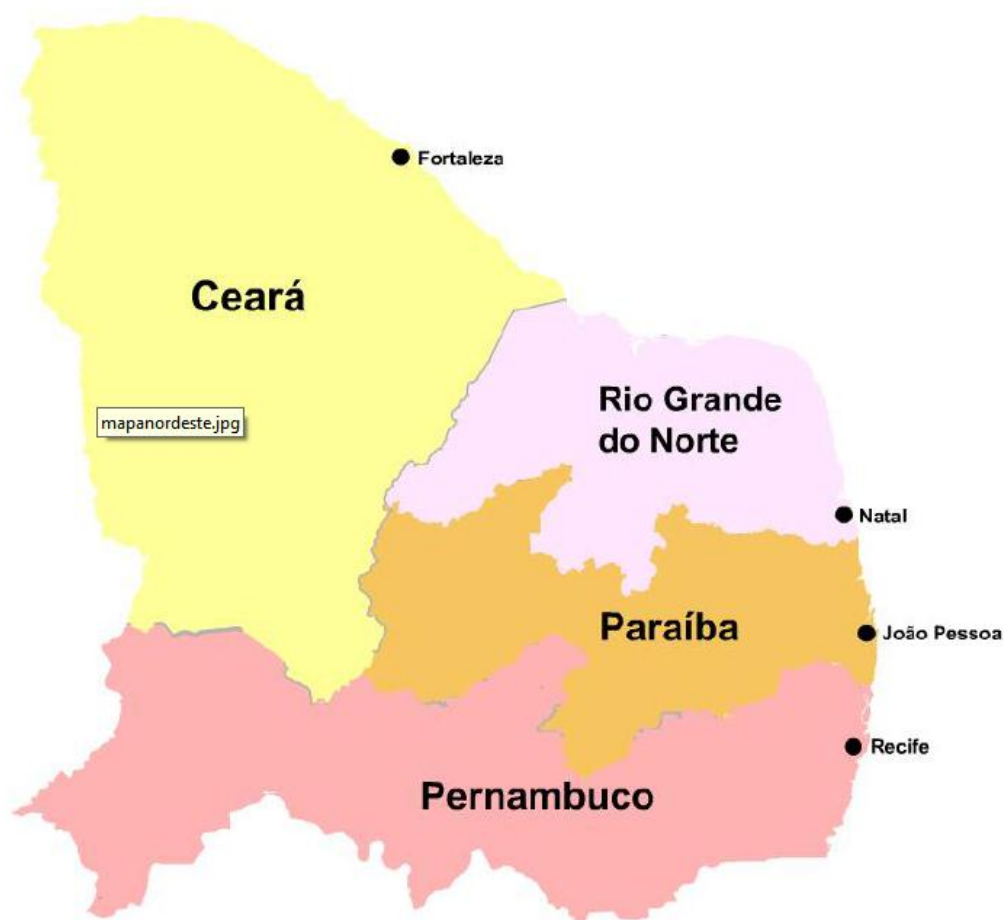 Fortaleza
Ceará
Rio Grande
do Norte
mapanordeste.jpg
Natal
Paraíba
João Pessoa
Recife
Pernambuco